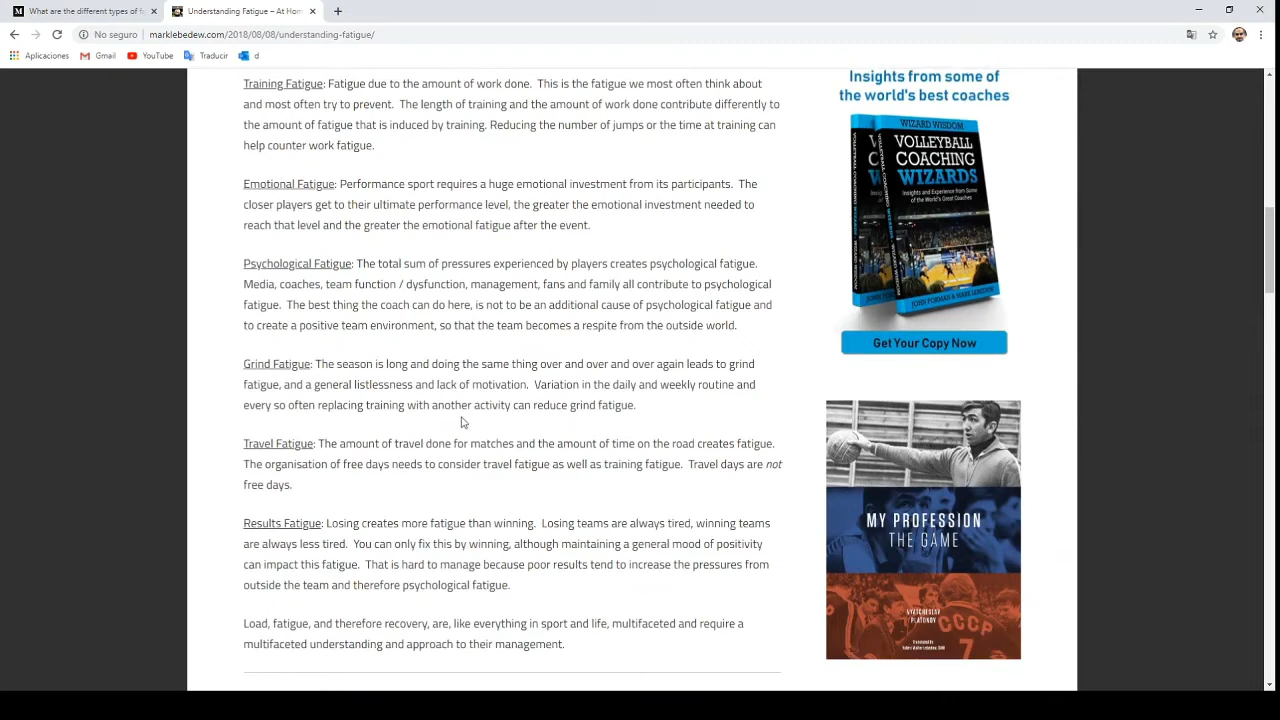 What are the different types of fa
Understanding Fatigue – At Hom
No seguro
marklebedew.com/2018/08/08/understanding-fatigue/
Aplicaciones
Gmail
YouTube
Traducir
d
Training Fatigue: Fatigue due to the amount of work done.  This is the fatigue we most often think about
and most often try to prevent.  The length of training and the amount of work done contribute differently to
the amount of fatigue that is induced by training. Reducing the number of jumps or the time at training can
help counter work fatigue.
Emotional Fatigue: Performance sport requires a huge emotional investment from its participants.  The
closer players get to their ultimate performance level, the greater the emotional investment needed to
reach that level and the greater the emotional fatigue after the event.
Psychological Fatigue: The total sum of pressures experienced by players creates psychological fatigue.
Media, coaches, team function / dysfunction, management, fans and family all contribute to psychological
fatigue.  The best thing the coach can do here, is not to be an additional cause of psychological fatigue and
to create a positive team environment, so that the team becomes a respite from the outside world.
Grind Fatigue: The season is long and doing the same thing over and over and over again leads to grind
fatigue, and a general listlessness and lack of motivation.  Variation in the daily and weekly routine and
every so often replacing training with another activity can reduce grind fatigue.
Travel Fatigue: The amount of travel done for matches and the amount of time on the road creates fatigue.
The organisation of free days needs to consider travel fatigue as well as training fatigue.  Travel days are not
free days.
Results Fatigue: Losing creates more fatigue than winning.  Losing teams are always tired, winning teams
are always less tired.  You can only fix this by winning, although maintaining a general mood of positivity
can impact this fatigue.  That is hard to manage because poor results tend to increase the pressures from
outside the team and therefore psychological fatigue.
Load, fatigue, and therefore recovery, are, like everything in sport and life, multifaceted and require a
multifaceted understanding and approach to their management.
Insights from some of
the world's best coaches
WIZARD WISDOM
VOLLEYBALL
COACHING
WIZARDS
Insights and Experience from Some
of the World's Great Coaches
JOHN FORMAN & MARK LEBEDEW
Get Your Copy Now
MY PROFESSION
THE GAME
VYATCHESLAV
PLATONOV
CCCP
7